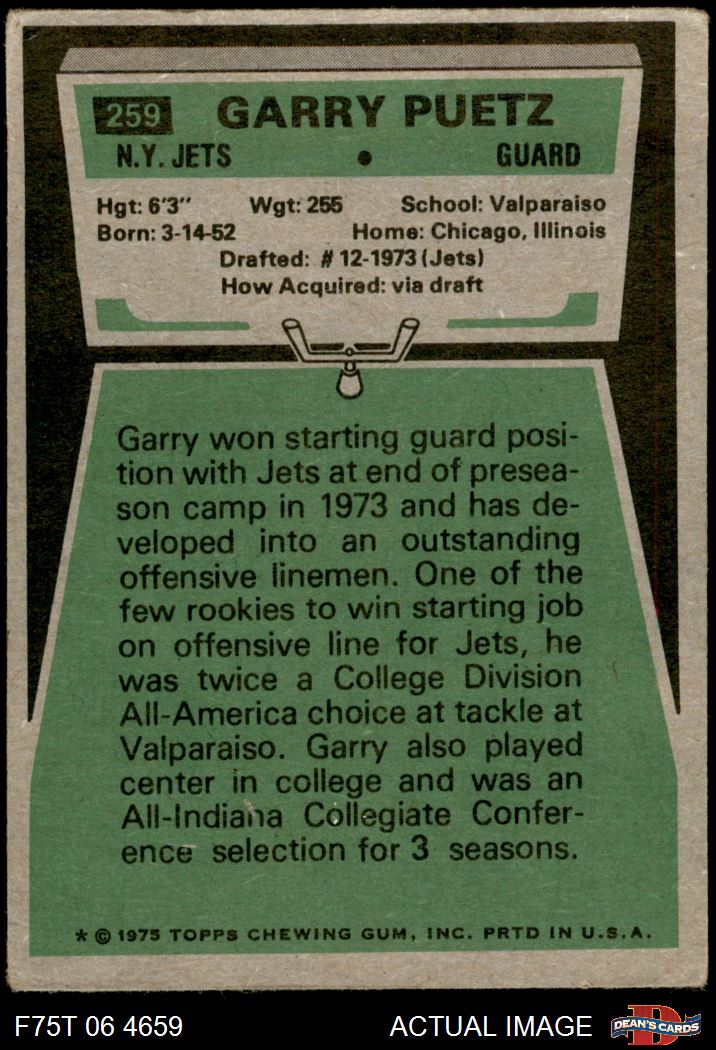 259 GARRY PUETZ
N.Y. JETS • GUARD
Hgt: 6'3" Wgt: 255 School: Valparaiso
Born: 3-14-52 Home: Chicago, Illinois
Drafted: # 12-1973 (Jets)
How Acquired: via draft
Garry won starting guard posi-
tion with Jets at end of presea-
son camp in 1973 and has de-
veloped into an outstanding
offensive linemen. One of the
few rookies to win starting job
on offensive line for Jets, he
was twice a College Division
All-America choice at tackle at
Valparaiso. Garry also played
center in college and was an
All-Indiana Collegiate Confer-
ence selection for 3 seasons.
* © 1975 TOPPS CHEWING GUM, INC. PRTD IN U.S.A.
F75T 06 4659 ACTUAL IMAGE DEAN'S CARDS